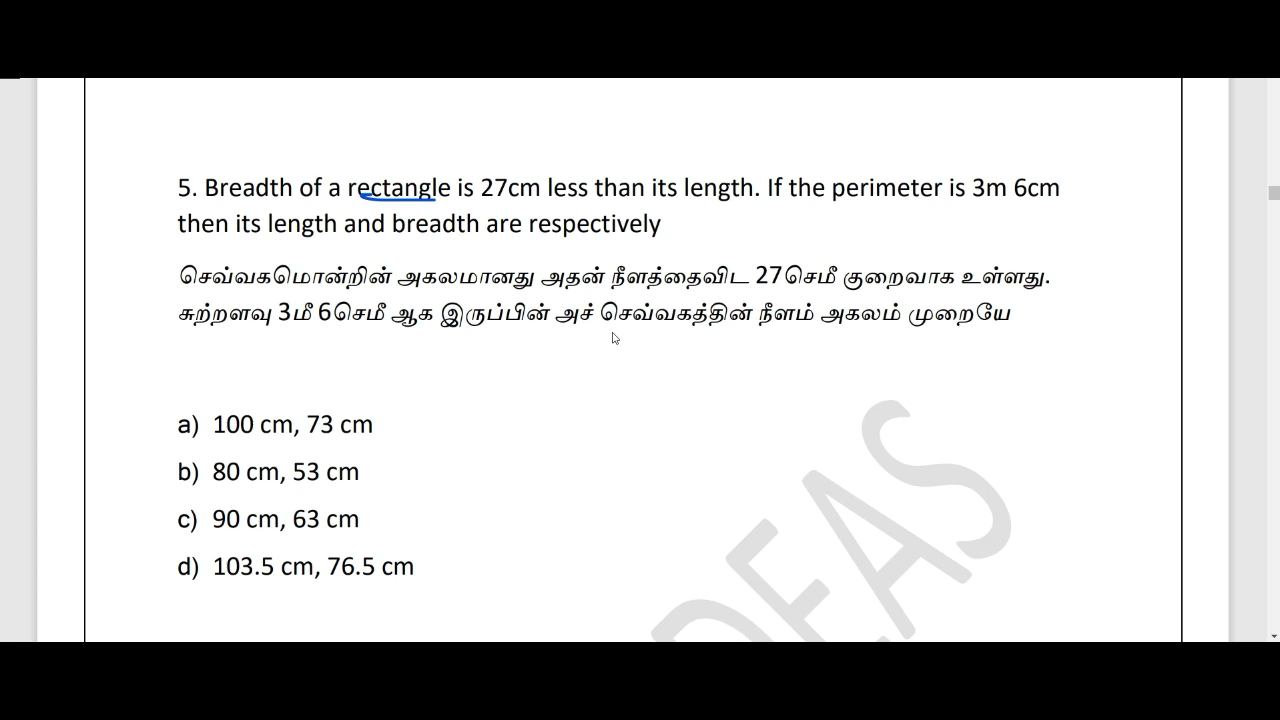 5. Breadth of a rectangle is 27cm less than its length. If the perimeter is 3m 6cm
then its length and breadth are respectively
செவ்வகமொன்றின் அகலமானது அதன் நீளத்தைவிட 27செமீ குறைவாக உள்ளது.
சுற்றளவு 3மீ 6செமீ ஆக இருப்பின் அச் செவ்வகத்தின் நீளம் அகலம் முறையே
a) 100 cm, 73 cm
b) 80 cm, 53 cm
c) 90 cm, 63 cm
d) 103.5 cm, 76.5 cm